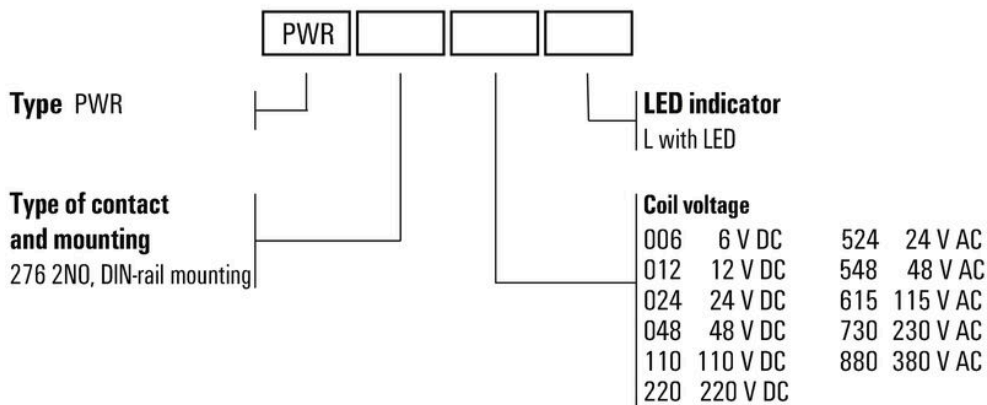 PWR
Type PWR
LED indicator
L with LED
Type of contact
and mounting
276 2NO, DIN-rail mounting
Coil voltage
006 6 V DC 524 24 V AC
012 12 V DC 548 48 V AC
024 24 V DC 615 115 V AC
048 48 V DC 730 230 V AC
110 110 V DC 880 380 V AC
220 220 V DC